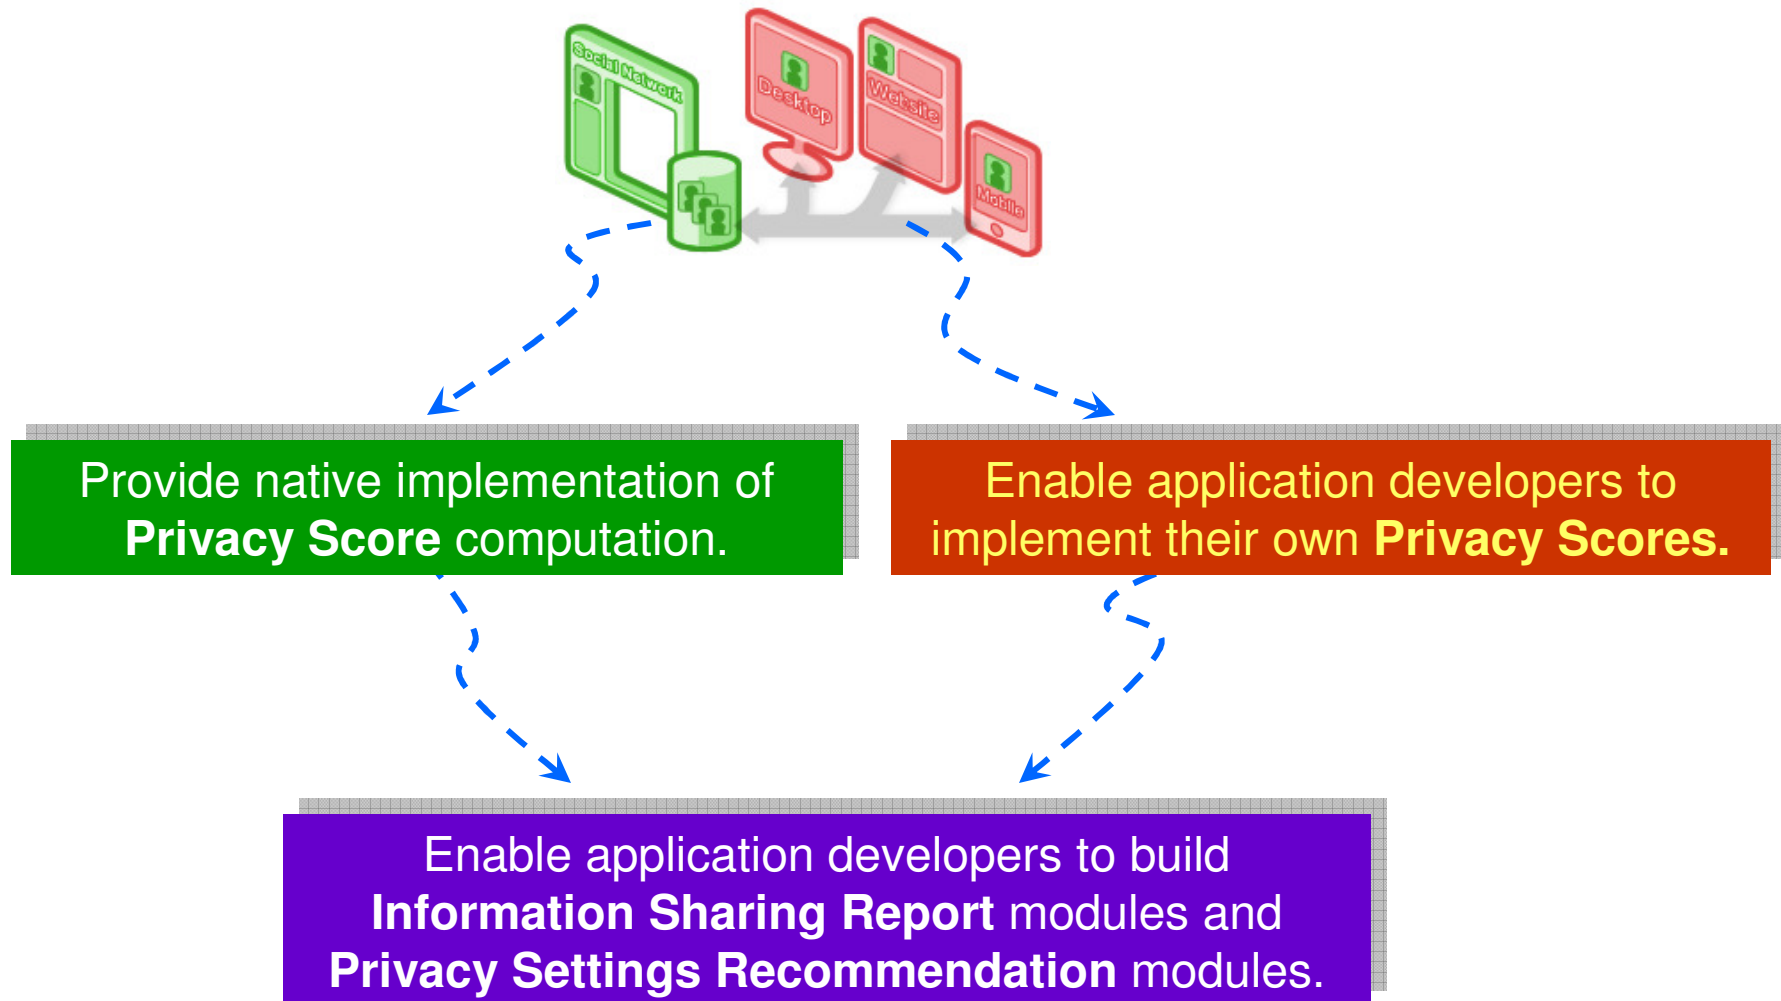 Social Network
Desktop
Website
Mobile
Provide native implementation of
Privacy Score computation.
Enable application developers to
implement their own Privacy Scores.
Enable application developers to build
Information Sharing Report modules and
Privacy Settings Recommendation modules.